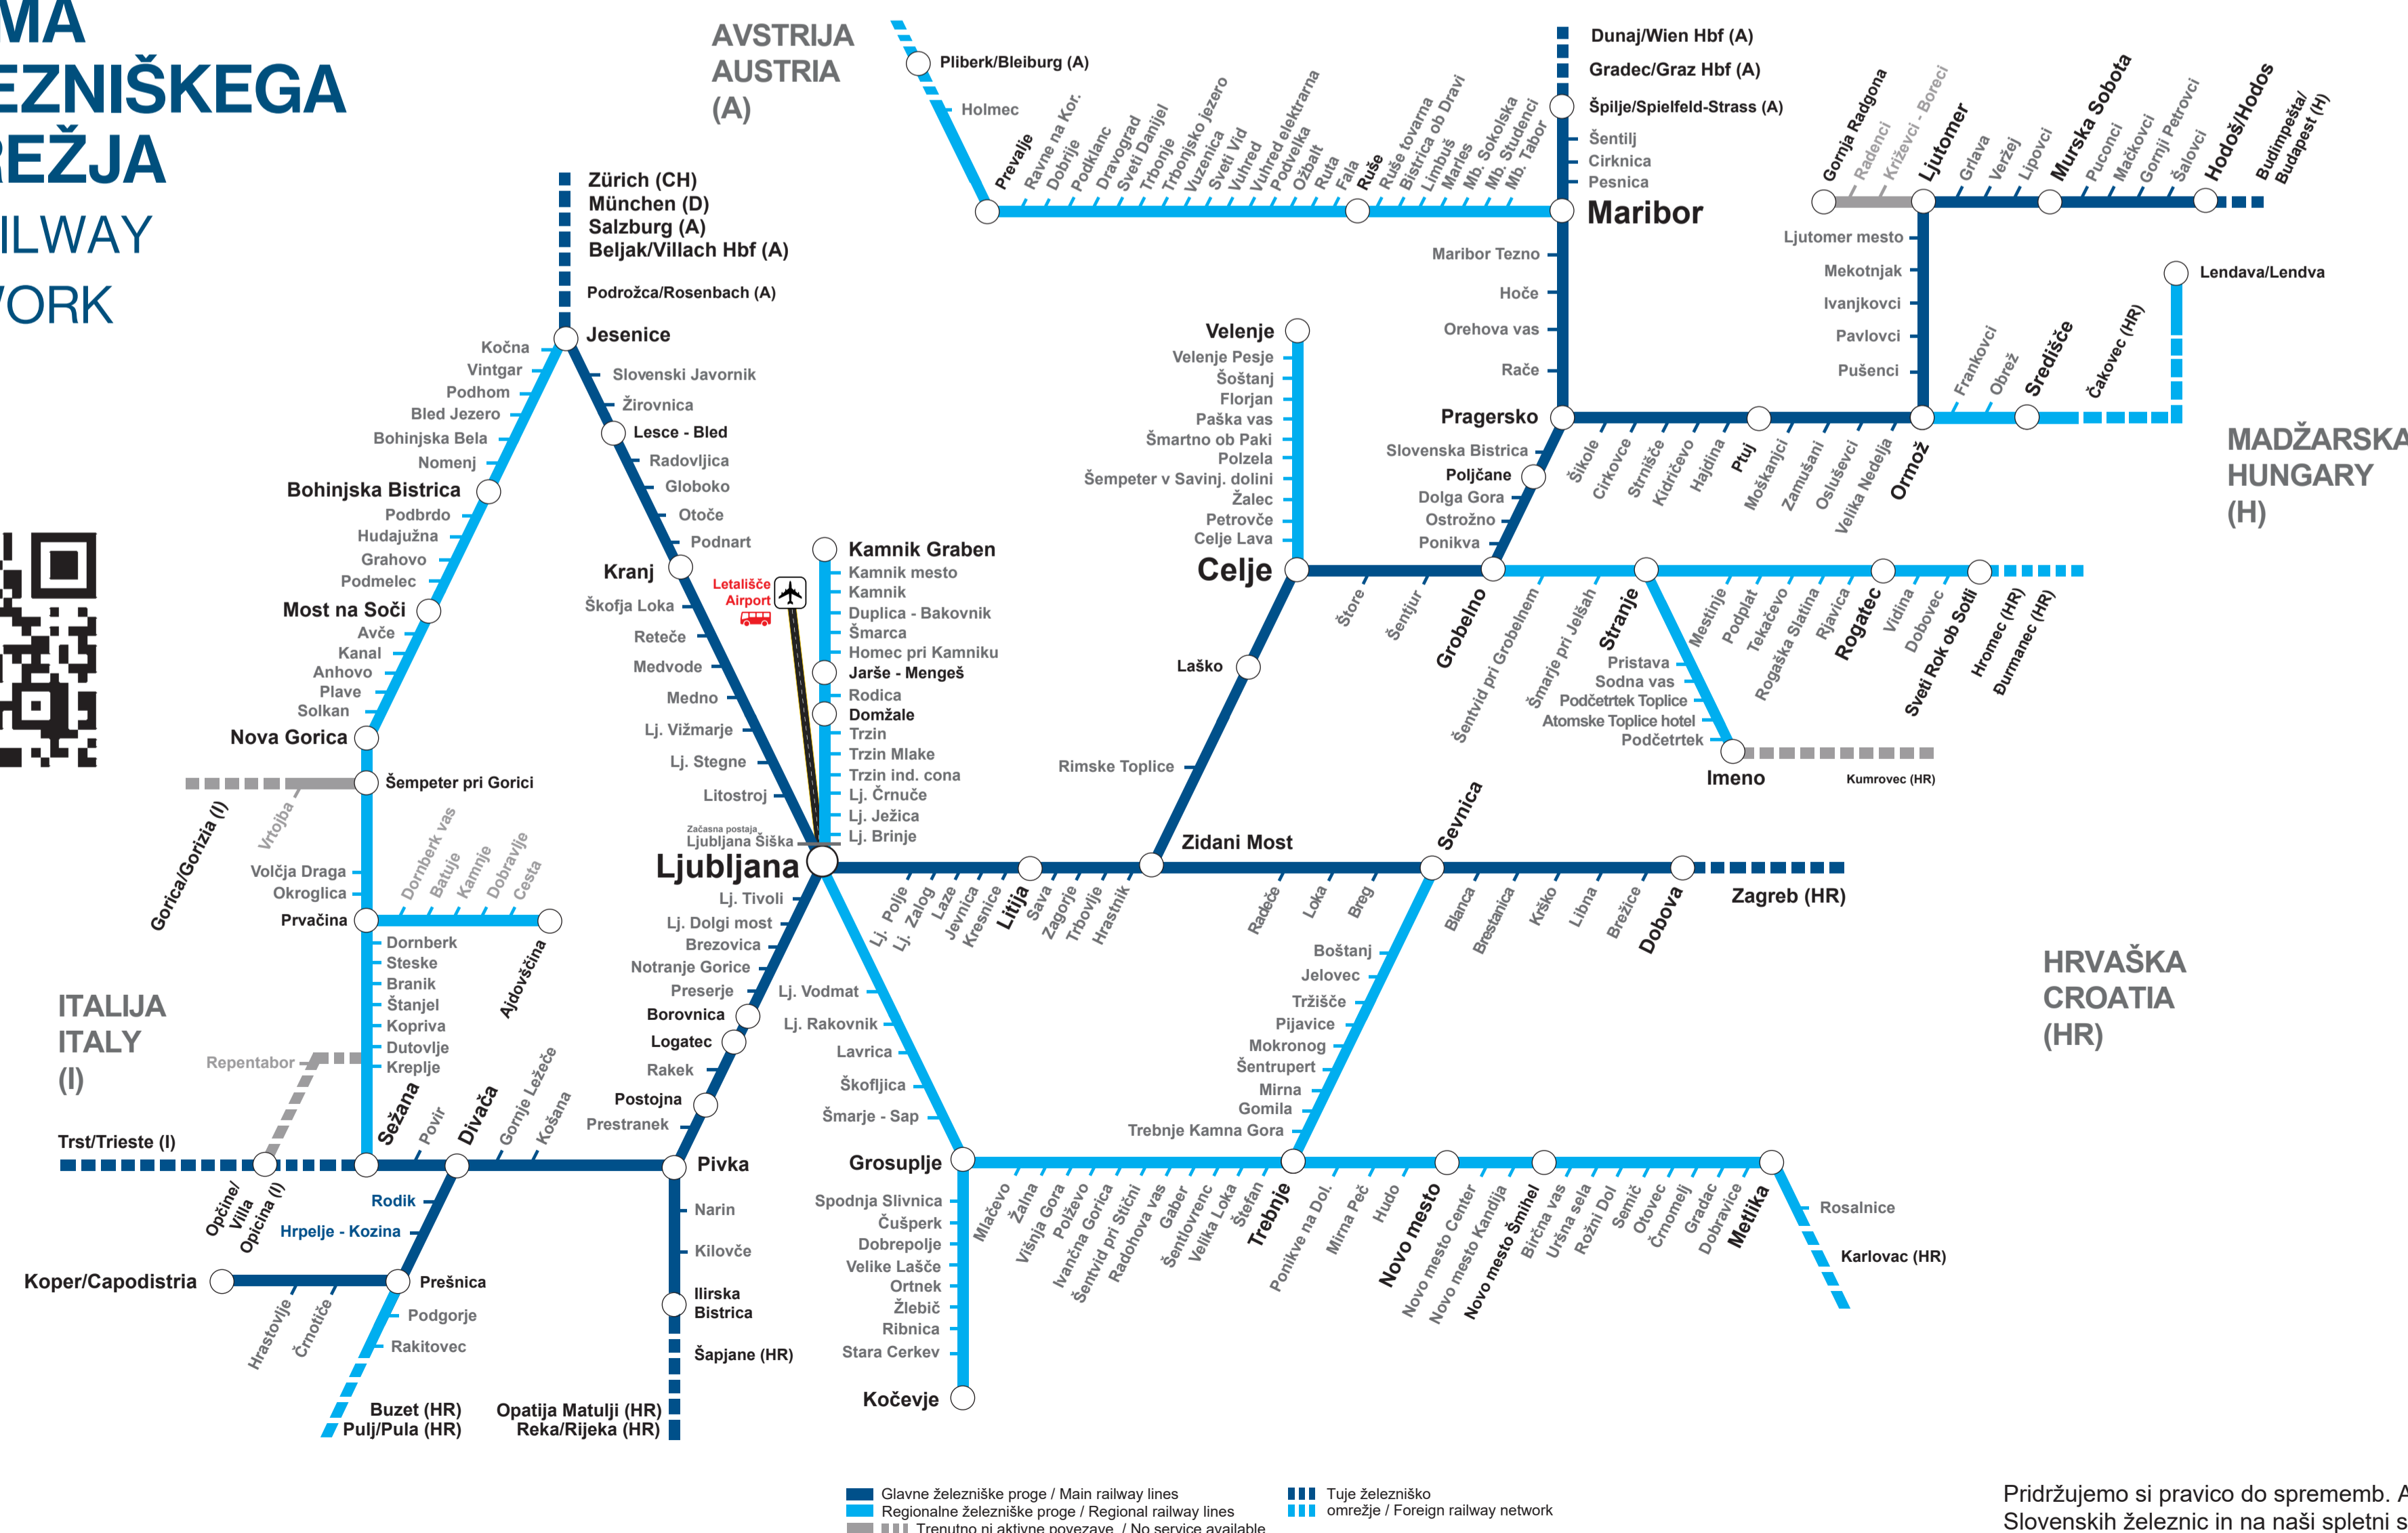 MA
EZNIŠKEGA
REŽJA
ILWAY
WORK
AVSTRIJA
AUSTRIA
(A)
Pliberk/Bleiburg (A)
Holmec
Prevalje
Ravne na Kor.
Dobrije
Podklanc
Dravograd
Sveti Danijel
Trbonje
Trbonjsko jezero
Vuzenica
Sveti Vid
Vuhred
Vuhred elektrarna
Podvelka
Ožbalt
Ruta
Fala
Ruše
Ruše tovarna
Bistrica ob Dravi
Limbuš
Marles
Mb. Sokolska
Mb. Studenci
Mb. Tabor
Dunaj/Wien Hbf (A)
Gradec/Graz Hbf (A)
Špilje/Spielfeld-Strass (A)
Šentilj
Cirknica
Pesnica
Maribor
Maribor Tezno
Hoče
Orehova vas
Rače
Pragersko
Gornja Radgona
Radenci
Križevci - Boreci
Ljutomer
Grlava
Veržej
Lipovci
Murska Sobota
Puconci
Mačkovci
Gornji Petrovci
Šalovci
Hodoš/Hodos
Budimpešta/
Budapest (H)
Ljutomer mesto
Mekotnjak
Ivanjkovci
Pavlovci
Pušenci
Lendava/Lendva
Frankovci
Obrež
Središče
Čakovec (HR)
MADŽARSKA
HUNGARY
(H)
Šikole
Cirkovce
Strnišče
Kidričevo
Hajdina
Ptuj
Moškanjci
Zamušani
Osluševci
Velika Nedelja
Ormož
Slovenska Bistrica
Poljčane
Dolga Gora
Ostrožno
Ponikva
Zürich (CH)
München (D)
Salzburg (A)
Beljak/Villach Hbf (A)
Podrožca/Rosenbach (A)
Jesenice
Kočna
Vintgar
Podhom
Bled Jezero
Bohinjska Bela
Nomenj
Bohinjska Bistrica
Podbrdo
Hudajužna
Grahovo
Podmelec
Most na Soči
Avče
Kanal
Anhovo
Plave
Solkan
Nova Gorica
Slovenski Javornik
Žirovnica
Lesce - Bled
Radovljica
Globoko
Otoče
Podnart
Kranj
Škofja Loka
Reteče
Medvode
Medno
Lj. Vižmarje
Lj. Stegne
Litostroj
Začasna postaja
Ljubljana Šiška
Ljubljana
Letališče
Airport
Kamnik Graben
Kamnik mesto
Kamnik
Duplica - Bakovnik
Šmarca
Homec pri Kamniku
Jarše - Mengeš
Rodica
Domžale
Trzin
Trzin Mlake
Trzin ind. cona
Lj. Črnuče
Lj. Ježica
Lj. Brinje
Velenje
Velenje Pesje
Šoštanj
Florjan
Paška vas
Šmartno ob Paki
Polzela
Šempeter v Savinj. dolini
Žalec
Petrovče
Celje Lava
Celje
Štore
Šentjur
Grobelno
Šentvid pri Grobelnem
Šmarje pri Jelšah
Stranje
Mestinje
Podplat
Tekačevo
Rogaška Slatina
Rjavica
Rogatec
Vidina
Dobovec
Sveti Rok ob Sotli
Hromec (HR)
Đurmanec (HR)
Pristava
Sodna vas
Podčetrtek Toplice
Atomske Toplice hotel
Podčetrtek
Imeno
Kumrovec (HR)
Laško
Rimske Toplice
Zidani Most
Sevnica
Lj. Polje
Lj. Zalog
Laze
Jevnica
Kresnice
Litija
Sava
Zagorje
Trbovlje
Hrastnik
Radeče
Loka
Breg
Blanca
Brestanica
Krško
Libna
Brežice
Dobova
Zagreb (HR)
HRVAŠKA
CROATIA
(HR)
Boštanj
Jelovec
Tržišče
Pijavice
Mokronog
Šentrupert
Mirna
Gomila
Trebnje Kamna Gora
Šempeter pri Gorici
Gorica/Gorizia (I)
Vrtojba
Volčja Draga
Okroglica
Prvačina
Dornberk vas
Batuje
Kamnje
Dobravlje
Cesta
Ajdovščina
Dornberk
Steske
Branik
Štanjel
Kopriva
Dutovlje
Kreplje
Repentabor
ITALIJA
ITALY
(I)
Trst/Trieste (I)
Opčine/
Villa
Opicina (I)
Sežana
Povir
Divača
Gornje Ležeče
Košana
Pivka
Lj. Tivoli
Lj. Dolgi most
Brezovica
Notranje Gorice
Preserje
Borovnica
Logatec
Rakek
Postojna
Prestranek
Lj. Vodmat
Lj. Rakovnik
Lavrica
Škofljica
Šmarje - Sap
Grosuplje
Rodik
Hrpelje - Kozina
Prešnica
Koper/Capodistria
Hrastovlje
Črnotiče
Podgorje
Rakitovec
Buzet (HR)
Pulj/Pula (HR)
Narin
Kilovče
Ilirska
Bistrica
Šapjane (HR)
Opatija Matulji (HR)
Reka/Rijeka (HR)
Spodnja Slivnica
Čušperk
Dobrepolje
Velike Lašče
Ortnek
Žlebič
Ribnica
Stara Cerkev
Kočevje
Mlačevo
Žalna
Višnja Gora
Polževo
Ivančna Gorica
Šentvid pri Stični
Radohova vas
Gaber
Šentlovrenc
Velika Loka
Štefan
Trebnje
Ponikve na Dol.
Mirna Peč
Hudo
Novo mesto
Novo mesto Center
Novo mesto Kandija
Novo mesto Šmihel
Birčna vas
Uršna sela
Rožni Dol
Semič
Otovec
Črnomelj
Gradac
Dobravice
Metlika
Rosalnice
Karlovac (HR)
Glavne železniške proge / Main railway lines
Regionalne železniške proge / Regional railway lines
Trenutno ni aktivne povezave / No service available
Tuje železniško
omrežje / Foreign railway network
Pridržujemo si pravico do sprememb. A
Slovenskih železnic in na naši spletni s